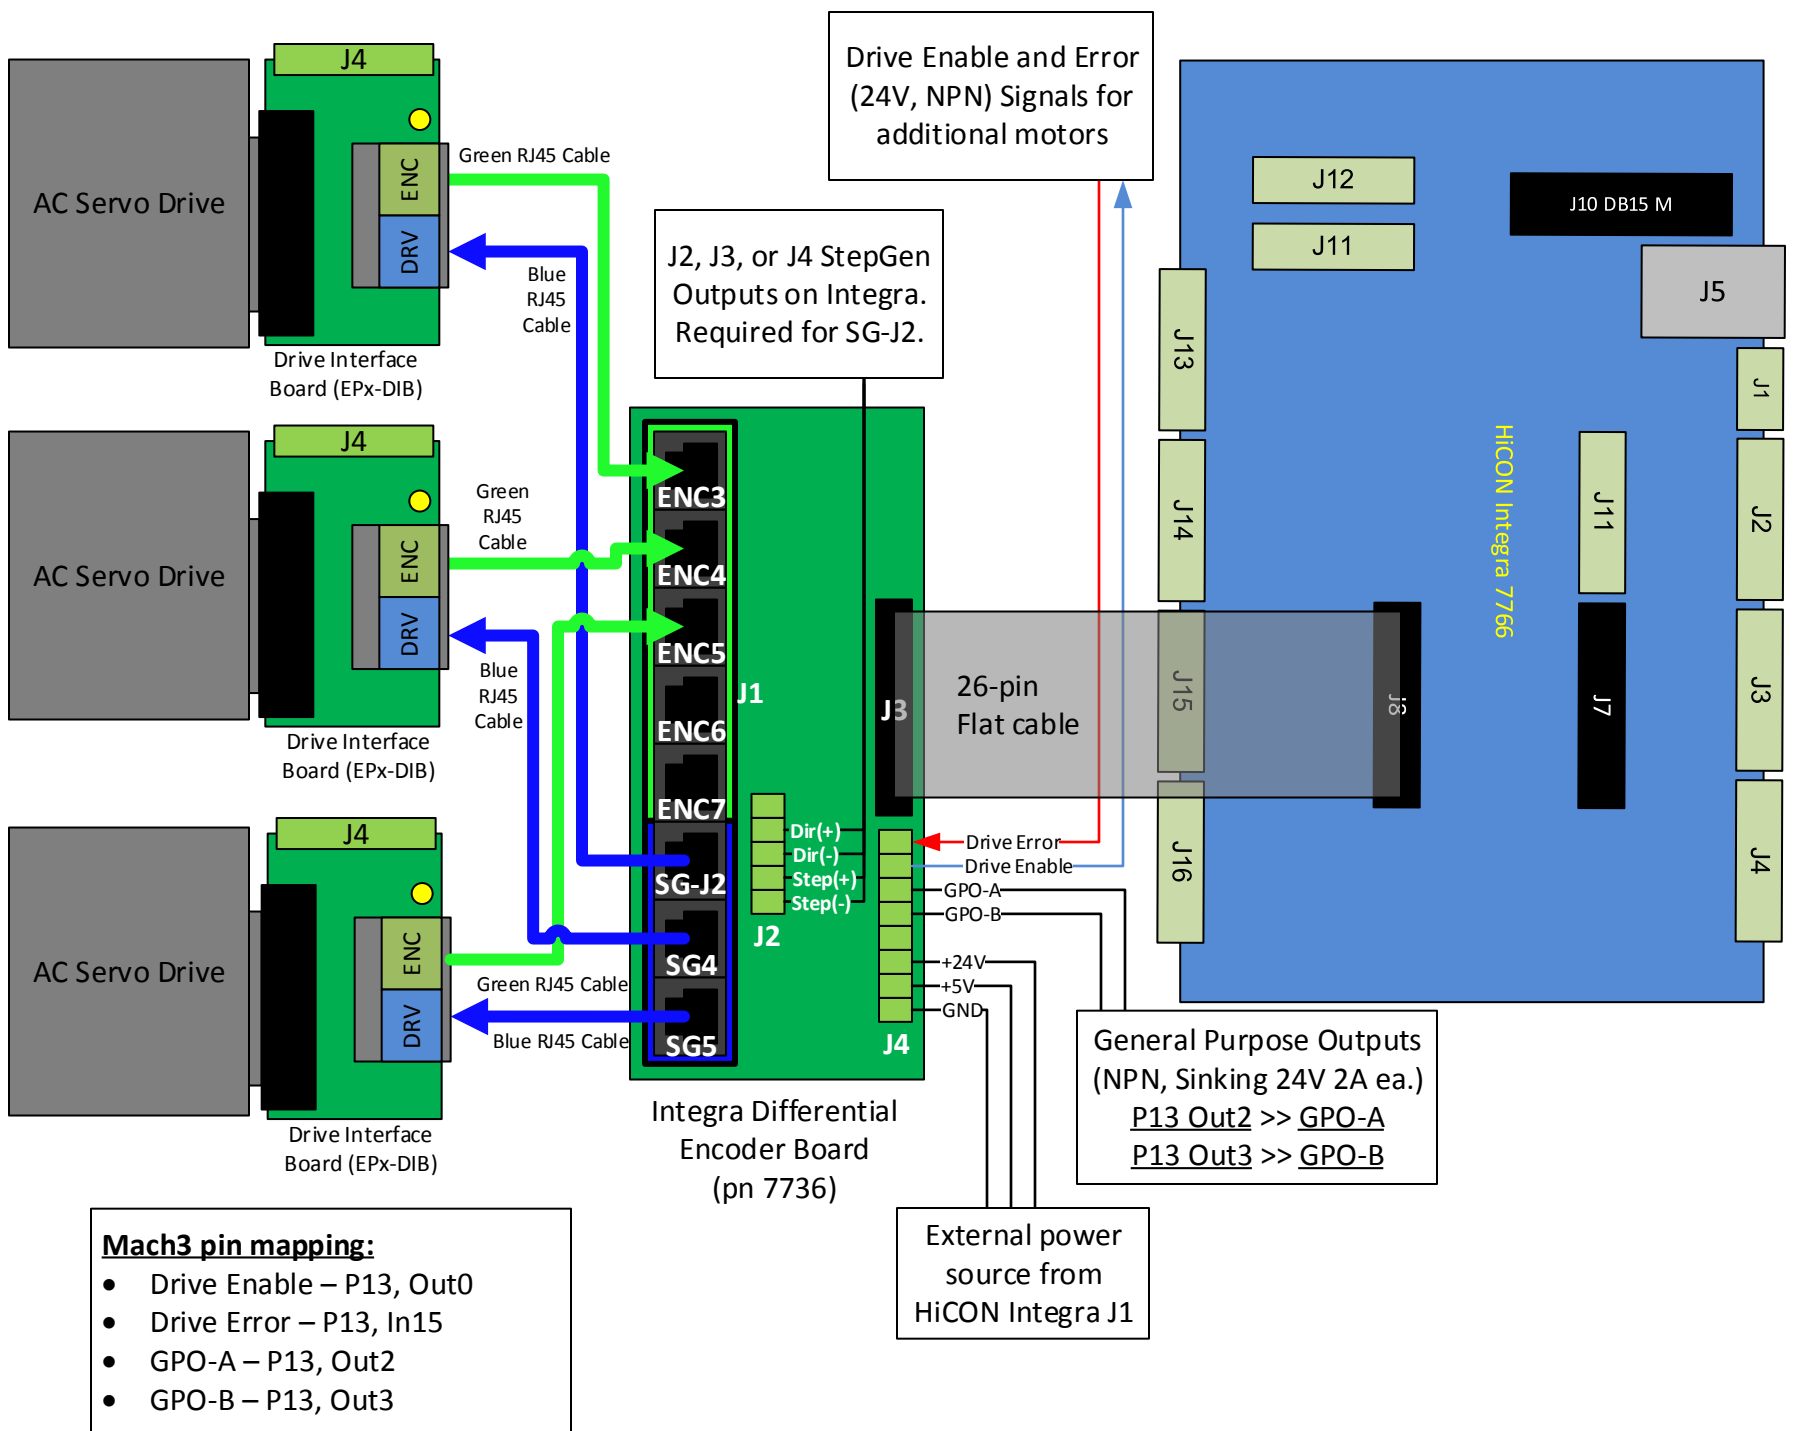 J4
AC Servo Drive
ENC
DRV
Drive Interface
Board (EPx-DIB)
Green RJ45 Cable
Blue
RJ45
Cable
J4
AC Servo Drive
ENC
DRV
Drive Interface
Board (EPx-DIB)
Green
RJ45
Cable
Blue
RJ45
Cable
J4
AC Servo Drive
ENC
DRV
Drive Interface
Board (EPx-DIB)
Green RJ45 Cable
Blue RJ45 Cable
Drive Enable and Error
(24V, NPN) Signals for
additional motors
J2, J3, or J4 StepGen
Outputs on Integra.
Required for SG-J2.
ENC3
ENC4
ENC5
ENC6
ENC7
SG-J2
SG4
SG5
J1
Dir(+)
Dir(-)
Step(+)
Step(-)
J2
J3
26-pin
Flat cable
Drive Error
Drive Enable
GPO-A
GPO-B
+24V
+5V
GND
J4
Integra Differential
Encoder Board
(pn 7736)
J12
J11
J10 DB15 M
J5
J13
J14
J15
J16
J1
J2
J3
J4
J11
J7
J8
HiCON Integra 7766
General Purpose Outputs
(NPN, Sinking 24V 2A ea.)
P13 Out2 >> GPO-A
P13 Out3 >> GPO-B
External power
source from
HiCON Integra J1
Mach3 pin mapping:
• Drive Enable – P13, Out0
• Drive Error – P13, In15
• GPO-A – P13, Out2
• GPO-B – P13, Out3